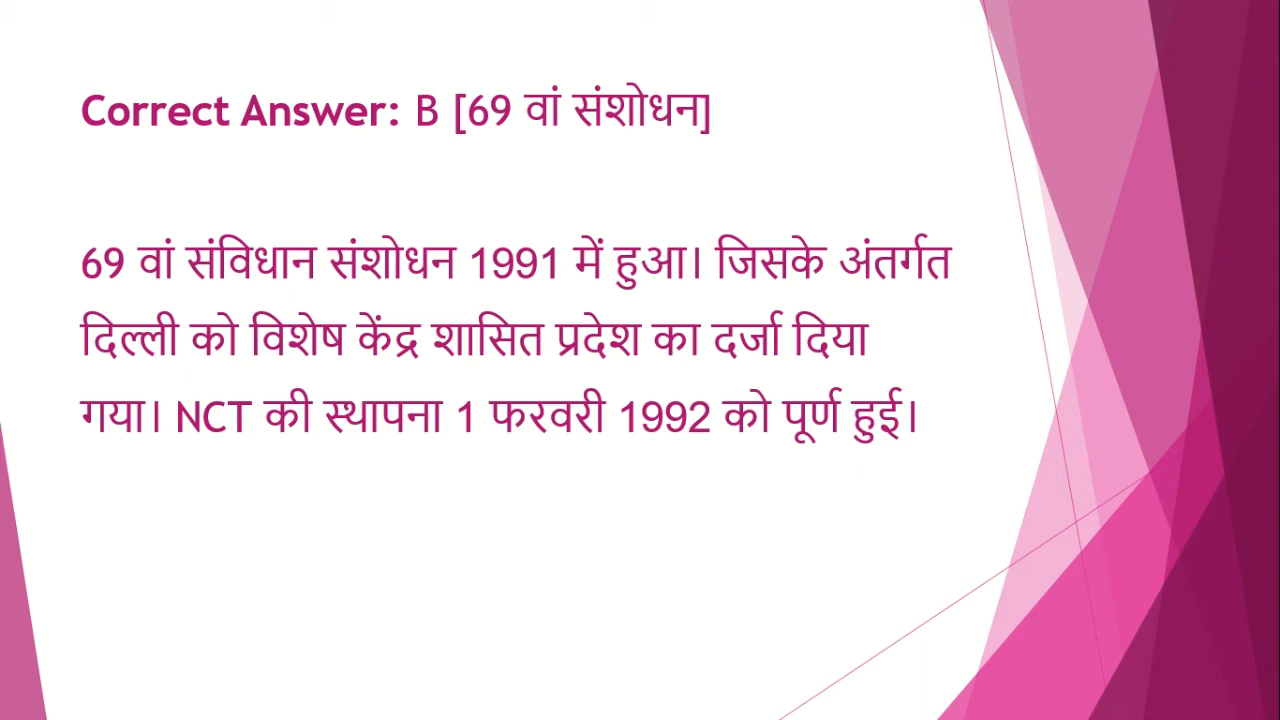 Correct Answer: B [69 वां संशोधन]
69 वां संविधान संशोधन 1991 में हुआ। जिसके अंतर्गत
दिल्ली को विशेष केंद्र शासित प्रदेश का दर्जा दिया
गया। NCT की स्थापना 1 फरवरी 1992 को पूर्ण हुई।